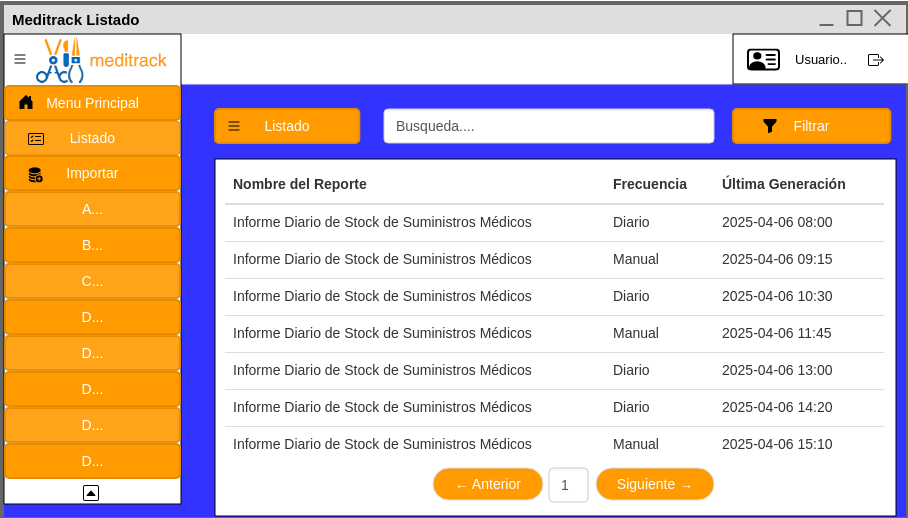 Meditrack Listado
meditrack
Usuario..
Menu Principal
Listado
Importar
A...
B...
C...
D...
D...
D...
D...
D...
Listado
Busqueda....
Filtrar
Nombre del Reporte Frecuencia Última Generación
Informe Diario de Stock de Suministros Médicos Diario 2025-04-06 08:00
Informe Diario de Stock de Suministros Médicos Manual 2025-04-06 09:15
Informe Diario de Stock de Suministros Médicos Diario 2025-04-06 10:30
Informe Diario de Stock de Suministros Médicos Manual 2025-04-06 11:45
Informe Diario de Stock de Suministros Médicos Diario 2025-04-06 13:00
Informe Diario de Stock de Suministros Médicos Diario 2025-04-06 14:20
Informe Diario de Stock de Suministros Médicos Manual 2025-04-06 15:10
← Anterior 1 Siguiente →